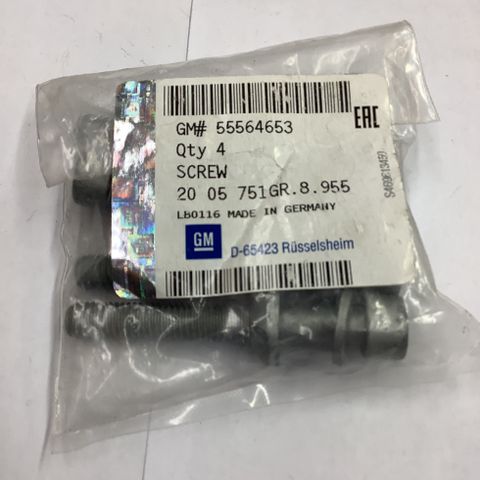 GM# 55564653
Qty 4
SCREW
20 05 751GR.8.955
LB0116 MADE IN GERMANY
GM
D-65423 Rüsselsheim
EAC